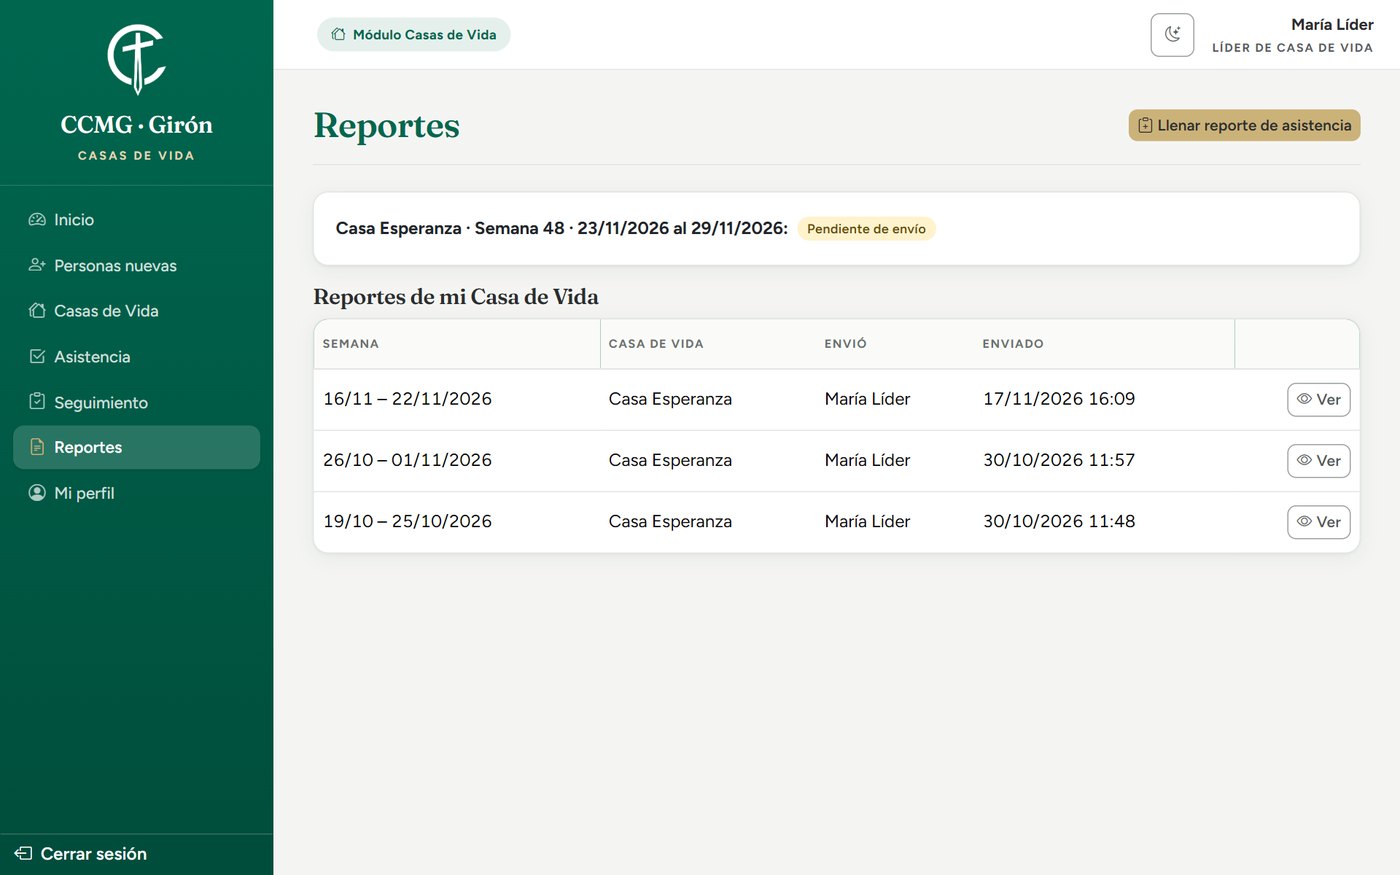 CCMG · Girón
CASAS DE VIDA
Inicio
Personas nuevas
Casas de Vida
Asistencia
Seguimiento
Reportes
Mi perfil
Cerrar sesión
Módulo Casas de Vida
María Líder
LÍDER DE CASA DE VIDA
Reportes
Llenar reporte de asistencia
Casa Esperanza · Semana 48 · 23/11/2026 al 29/11/2026: Pendiente de envío
Reportes de mi Casa de Vida
SEMANA CASA DE VIDA ENVIÓ ENVIADO
16/11 – 22/11/2026 Casa Esperanza María Líder 17/11/2026 16:09 Ver
26/10 – 01/11/2026 Casa Esperanza María Líder 30/10/2026 11:57 Ver
19/10 – 25/10/2026 Casa Esperanza María Líder 30/10/2026 11:48 Ver